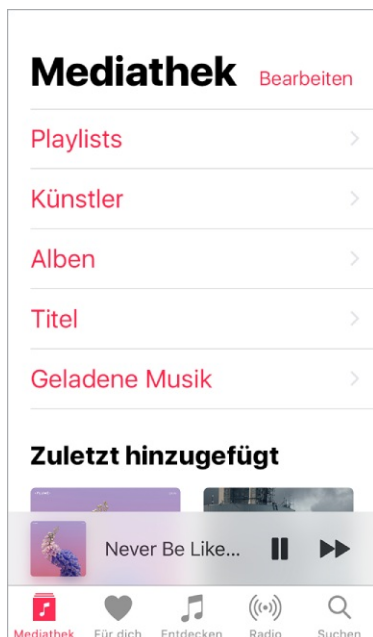 Mediathek Bearbeiten
Playlists
Künstler
Alben
Titel
Geladene Musik
Zuletzt hinzugefügt
Never Be Like...
Mediathek Für dich Entdecken Radio Suchen